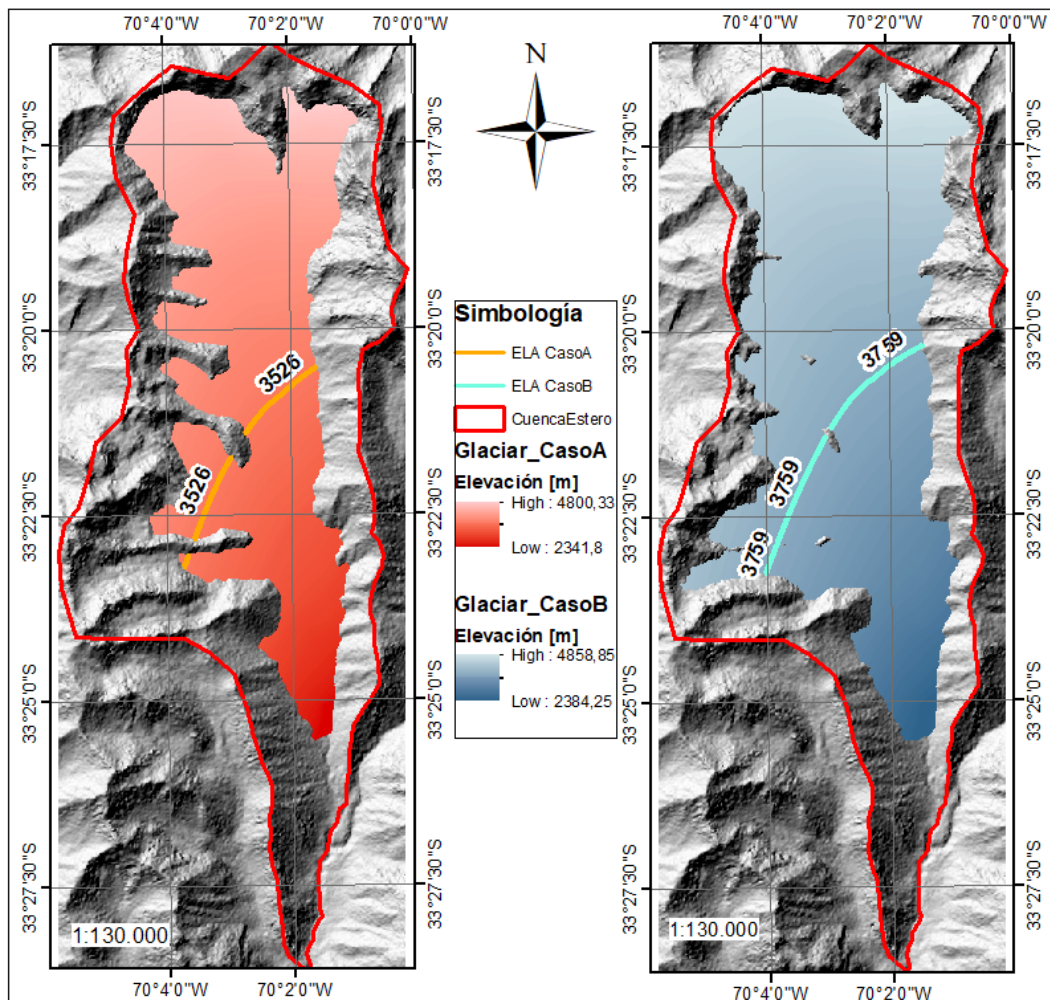 70°4'0"W 70°2'0"W 70°0'0"W
70°4'0"W 70°2'0"W 70°0'0"W
N
33°17'30"S
33°20'0"S
33°22'30"S
33°25'0"S
33°27'30"S
3526
3526
1:130.000
33°17'30"S
33°20'0"S
33°22'30"S
33°25'0"S
33°27'30"S
Simbología
ELA CasoA
ELA CasoB
CuencaEstero
Glaciar_CasoA
Elevación [m]
High : 4800,33
Low : 2341,8
Glaciar_CasoB
Elevación [m]
High : 4858,85
Low : 2384,25
33°17'30"S
33°20'0"S
33°22'30"S
33°25'0"S
33°27'30"S
3759
3759
3759
1:130.000
33°17'30"S
33°20'0"S
33°22'30"S
33°25'0"S
33°27'30"S
70°4'0"W 70°2'0"W
70°4'0"W 70°2'0"W